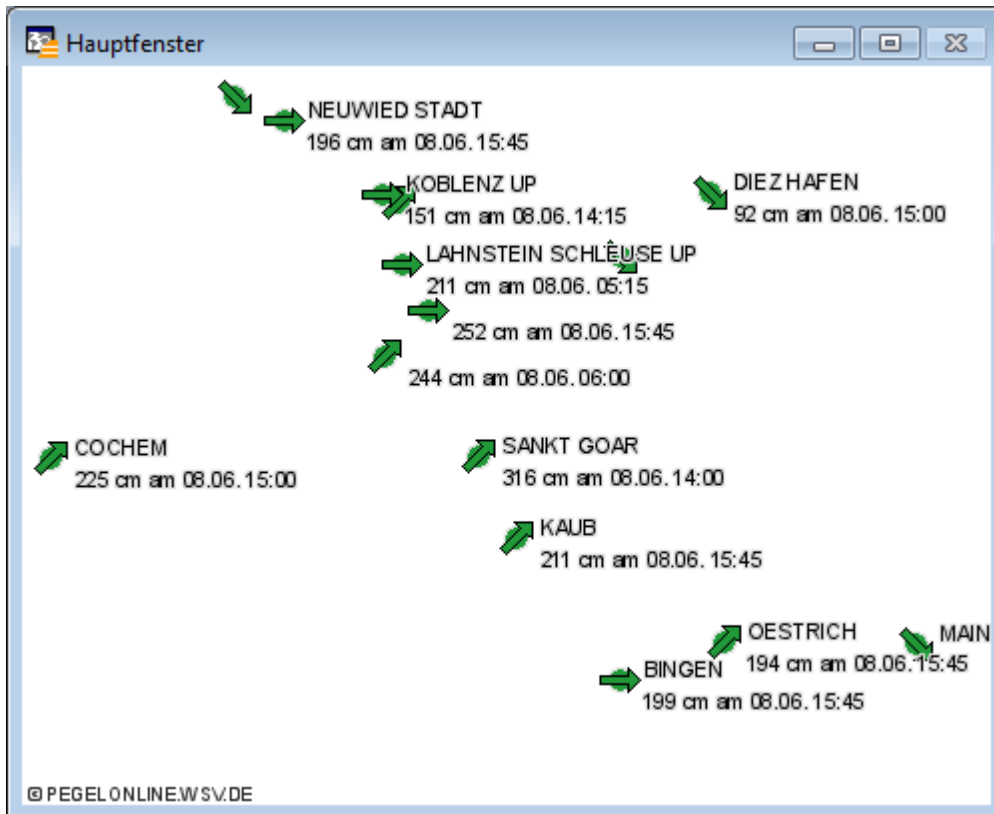 Hauptfenster
NEUWIED STADT
196 cm am 08.06. 15:45
KOBLENZ UP
151 cm am 08.06. 14:15
DIEZ HAFEN
92 cm am 08.06. 15:00
LAHNSTEIN SCHLEUSE UP
211 cm am 08.06. 05:15
252 cm am 08.06. 15:45
244 cm am 08.06. 06:00
COCHEM
225 cm am 08.06. 15:00
SANKT GOAR
316 cm am 08.06. 14:00
KAUB
211 cm am 08.06. 15:45
OESTRICH
194 cm am 08.06. 15:45
MAIN
BINGEN
199 cm am 08.06. 15:45
© PEGELONLINE.WSV.DE